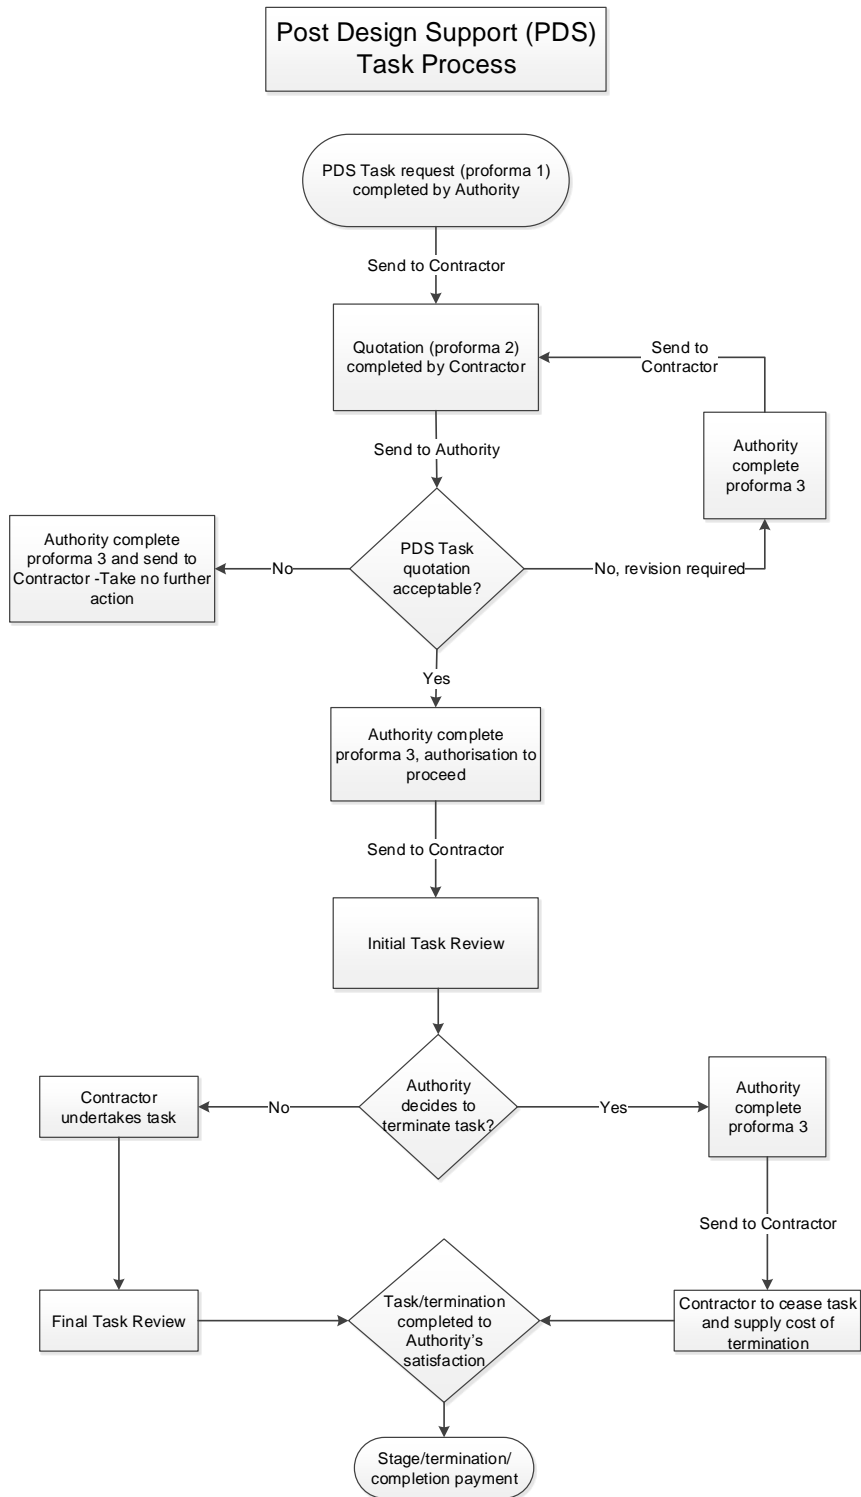 Post Design Support (PDS)
Task Process
PDS Task request (proforma 1)
completed by Authority
Send to Contractor
Quotation (proforma 2)
completed by Contractor
Send to
Contractor
Authority
complete
proforma 3
Send to Authority
PDS Task
quotation
acceptable?
No
Authority complete
proforma 3 and send to
Contractor -Take no further
action
No, revision required
Yes
Authority complete
proforma 3, authorisation to
proceed
Send to Contractor
Initial Task Review
Authority
decides to
terminate task?
No
Contractor
undertakes task
Yes
Authority
complete
proforma 3
Send to Contractor
Final Task Review
Task/termination
completed to
Authority’s
satisfaction
Contractor to cease task
and supply cost of
termination
Stage/termination/
completion payment